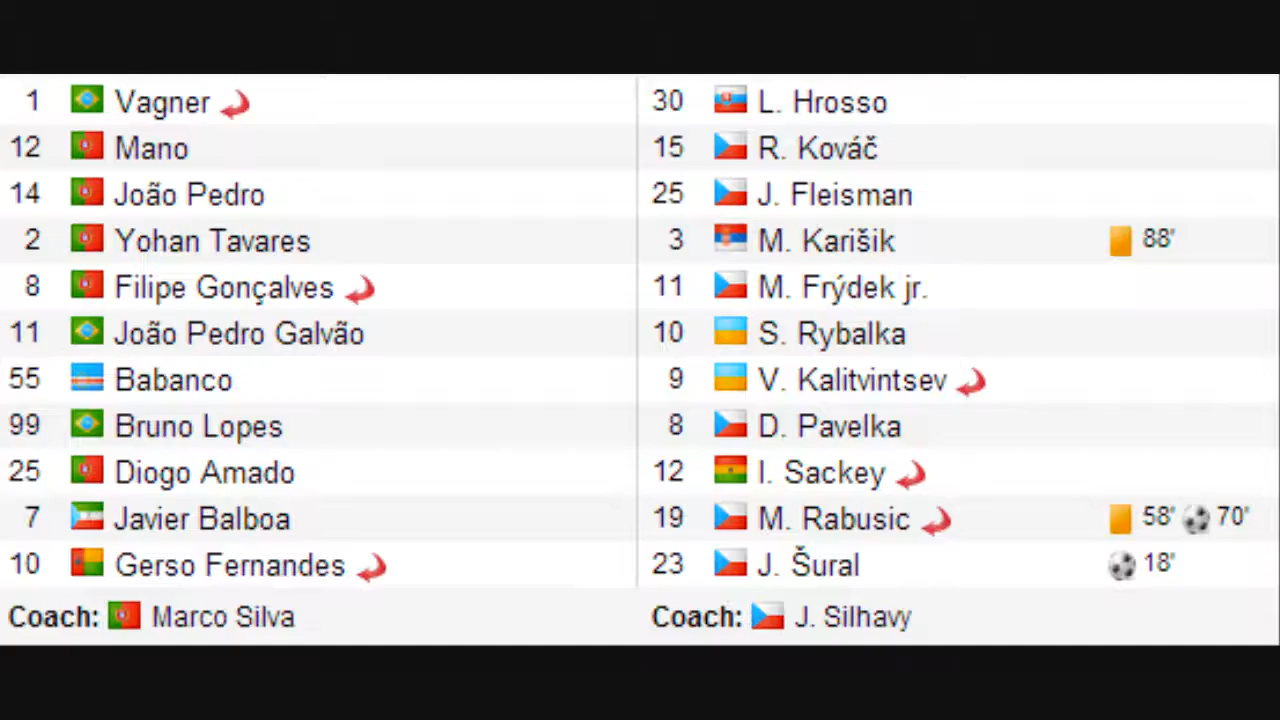 1 Vagner
12 Mano
14 João Pedro
2 Yohan Tavares
8 Filipe Gonçalves
11 João Pedro Galvão
55 Babanco
99 Bruno Lopes
25 Diogo Amado
7 Javier Balboa
10 Gerso Fernandes
Coach: Marco Silva
30 L. Hrosso
15 R. Kováč
25 J. Fleisman
3 M. Karišik 88'
11 M. Frýdek jr.
10 S. Rybalka
9 V. Kalitvintsev
8 D. Pavelka
12 I. Sackey
19 M. Rabusic 58' 70'
23 J. Šural 18'
Coach: J. Silhavy